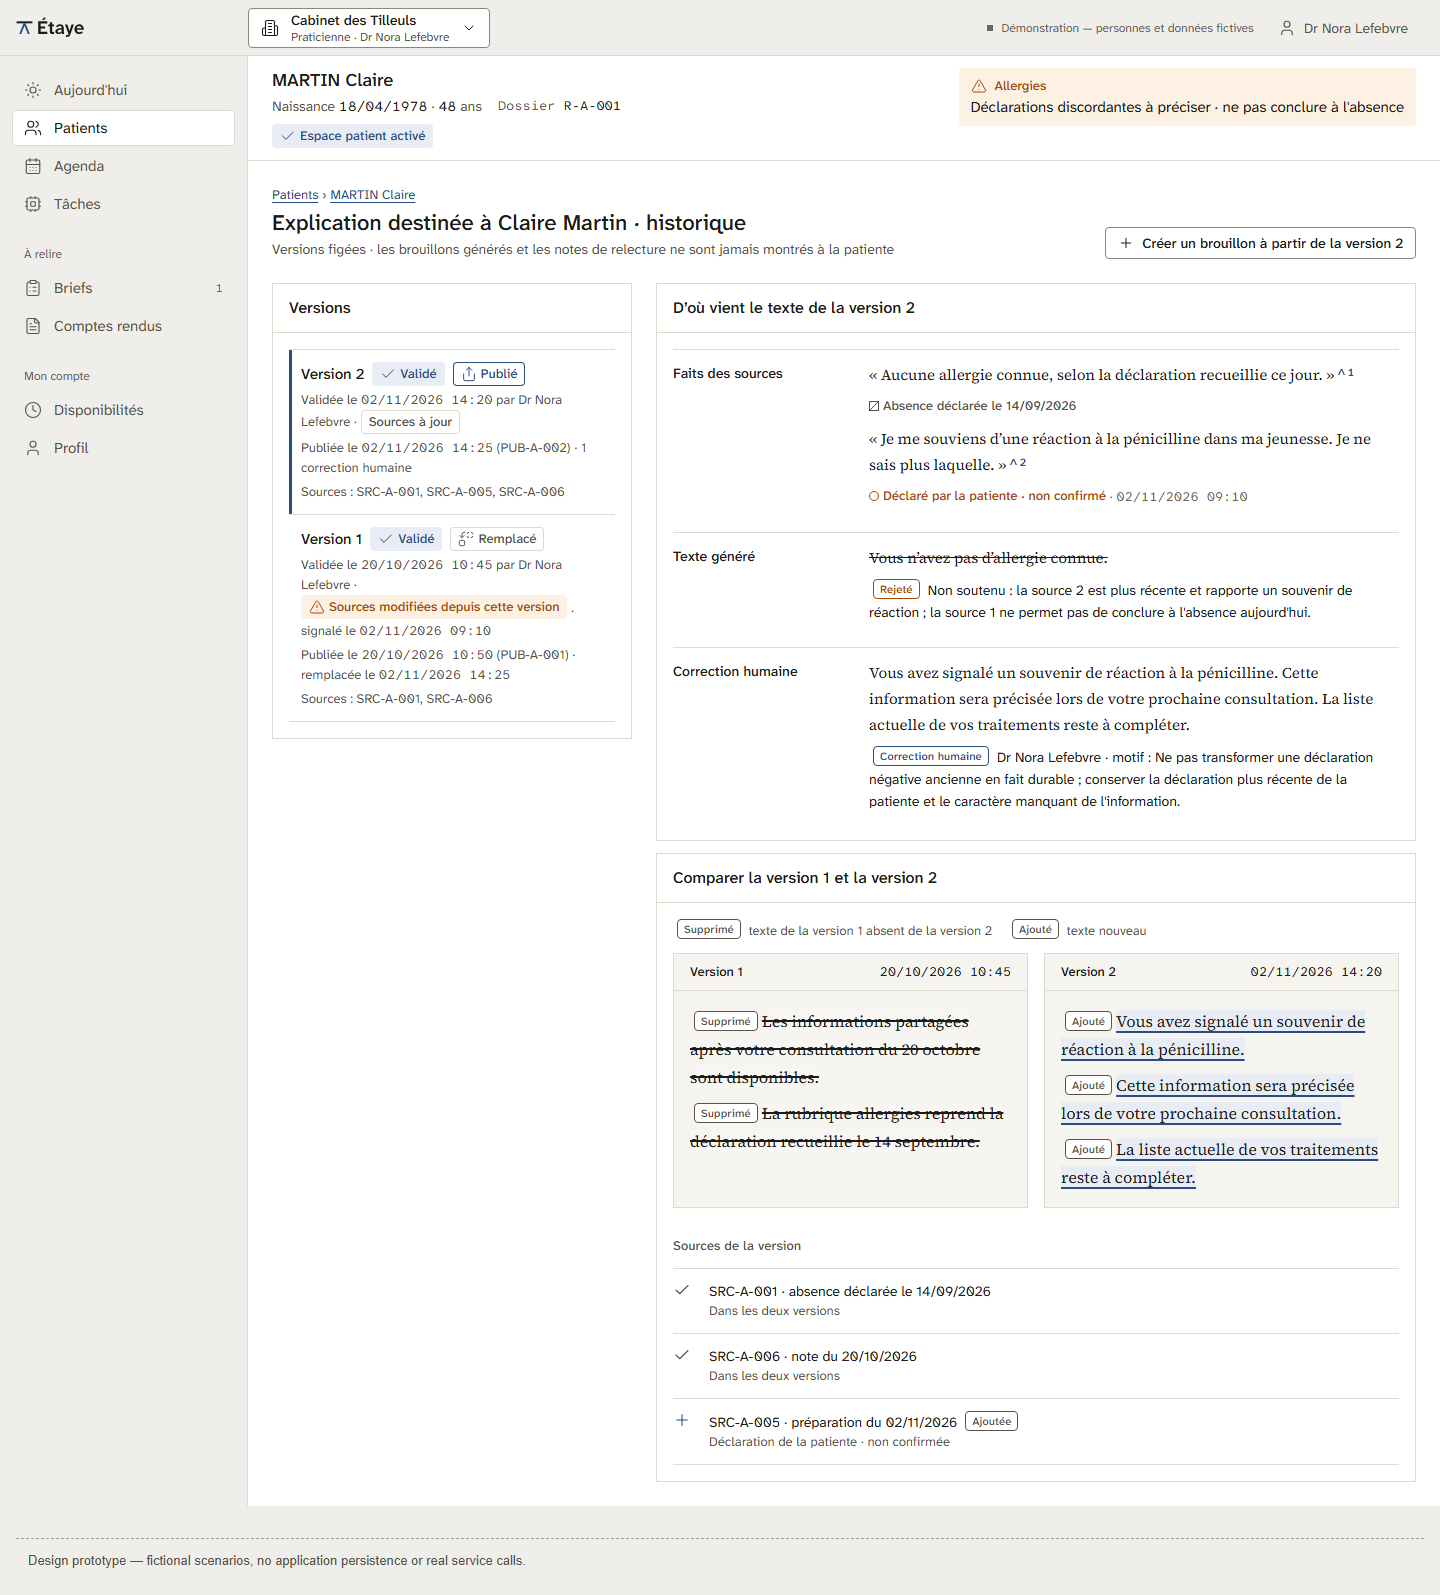 Étaye
Cabinet des Tilleuls
Praticienne · Dr Nora Lefebvre
Démonstration — personnes et données fictives
Dr Nora Lefebvre
Aujourd'hui
Patients
Agenda
Tâches
À relire
Briefs 1
Comptes rendus
Mon compte
Disponibilités
Profil
MARTIN Claire
Naissance 18/04/1978 · 48 ans Dossier R-A-001
Espace patient activé
Allergies
Déclarations discordantes à préciser · ne pas conclure à l'absence
Patients › MARTIN Claire
Explication destinée à Claire Martin · historique
Versions figées · les brouillons générés et les notes de relecture ne sont jamais montrés à la patiente
Créer un brouillon à partir de la version 2
Versions
Version 2 Validé Publié
Validée le 02/11/2026 14:20 par Dr Nora
Lefebvre · Sources à jour
Publiée le 02/11/2026 14:25 (PUB-A-002) · 1
correction humaine
Sources : SRC-A-001, SRC-A-005, SRC-A-006
Version 1 Validé Remplacé
Validée le 20/10/2026 10:45 par Dr Nora
Lefebvre ·
Sources modifiées depuis cette version ·
signalé le 02/11/2026 09:10
Publiée le 20/10/2026 10:50 (PUB-A-001) ·
remplacée le 02/11/2026 14:25
Sources : SRC-A-001, SRC-A-006
D'où vient le texte de la version 2
Faits des sources
« Aucune allergie connue, selon la déclaration recueillie ce jour. » ^ 1
Absence déclarée le 14/09/2026
« Je me souviens d'une réaction à la pénicilline dans ma jeunesse. Je ne
sais plus laquelle. » ^ 2
Déclaré par la patiente · non confirmé · 02/11/2026 09:10
Texte généré
Vous n'avez pas d'allergie connue.
Rejeté Non soutenu : la source 2 est plus récente et rapporte un souvenir de
réaction ; la source 1 ne permet pas de conclure à l'absence aujourd'hui.
Correction humaine
Vous avez signalé un souvenir de réaction à la pénicilline. Cette
information sera précisée lors de votre prochaine consultation. La liste
actuelle de vos traitements reste à compléter.
Correction humaine Dr Nora Lefebvre · motif : Ne pas transformer une déclaration
négative ancienne en fait durable ; conserver la déclaration plus récente de la
patiente et le caractère manquant de l'information.
Comparer la version 1 et la version 2
Supprimé texte de la version 1 absent de la version 2 Ajouté texte nouveau
Version 1 20/10/2026 10:45
Supprimé Les informations partagées
après votre consultation du 20 octobre
sont disponibles.
Supprimé La rubrique allergies reprend la
déclaration recueillie le 14 septembre.
Version 2 02/11/2026 14:20
Ajouté Vous avez signalé un souvenir de
réaction à la pénicilline.
Ajouté Cette information sera précisée
lors de votre prochaine consultation.
Ajouté La liste actuelle de vos traitements
reste à compléter.
Sources de la version
SRC-A-001 · absence déclarée le 14/09/2026
Dans les deux versions
SRC-A-006 · note du 20/10/2026
Dans les deux versions
SRC-A-005 · préparation du 02/11/2026 Ajoutée
Déclaration de la patiente · non confirmée
Design prototype — fictional scenarios, no application persistence or real service calls.